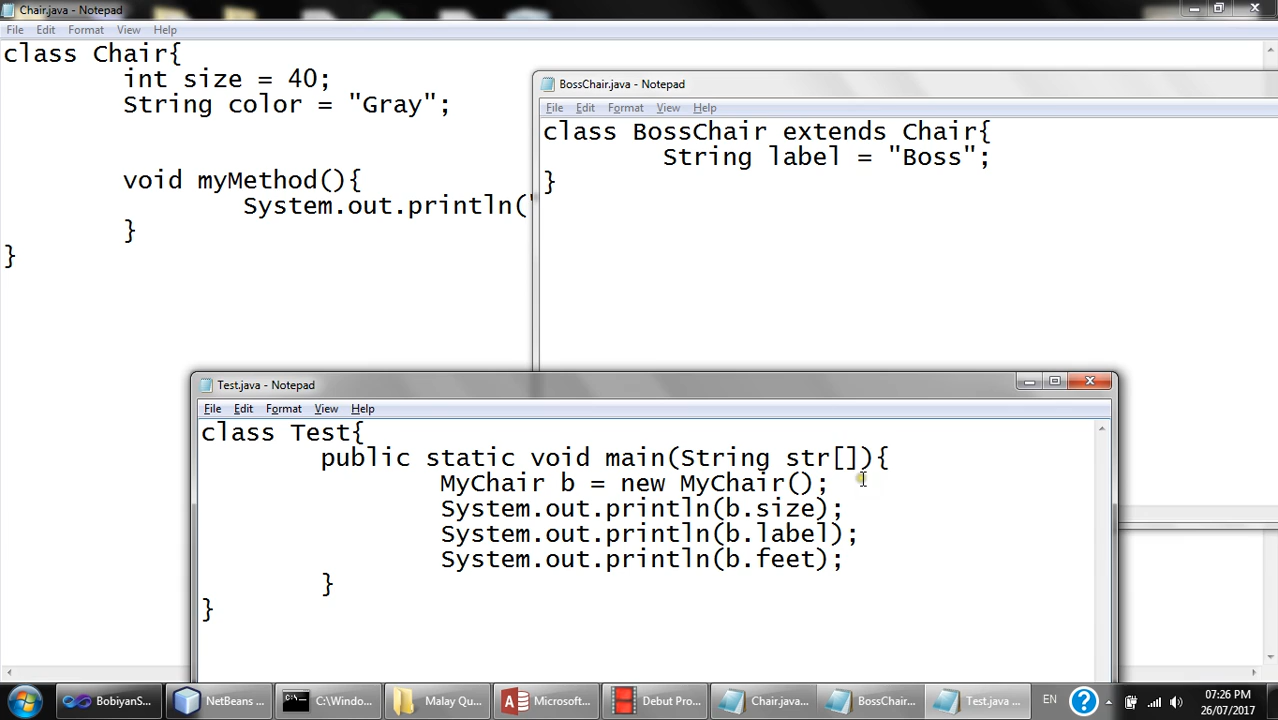 Chair.java - Notepad
File Edit Format View Help
class Chair{
int size = 40;
String color = "Gray";
void myMethod(){
System.out.println("
}
}
BossChair.java - Notepad
File Edit Format View Help
class BossChair extends Chair{
String label = "Boss";
}
Test.java - Notepad
File Edit Format View Help
class Test{
public static void main(String str[]){
MyChair b = new MyChair();
System.out.println(b.size);
System.out.println(b.label);
System.out.println(b.feet);
}
}
BobiyanS... NetBeans ... C:\Windo... Malay Qu... Microsoft... Debut Pro... Chair.java... BossChair... Test.java ... EN 07:26 PM
26/07/2017